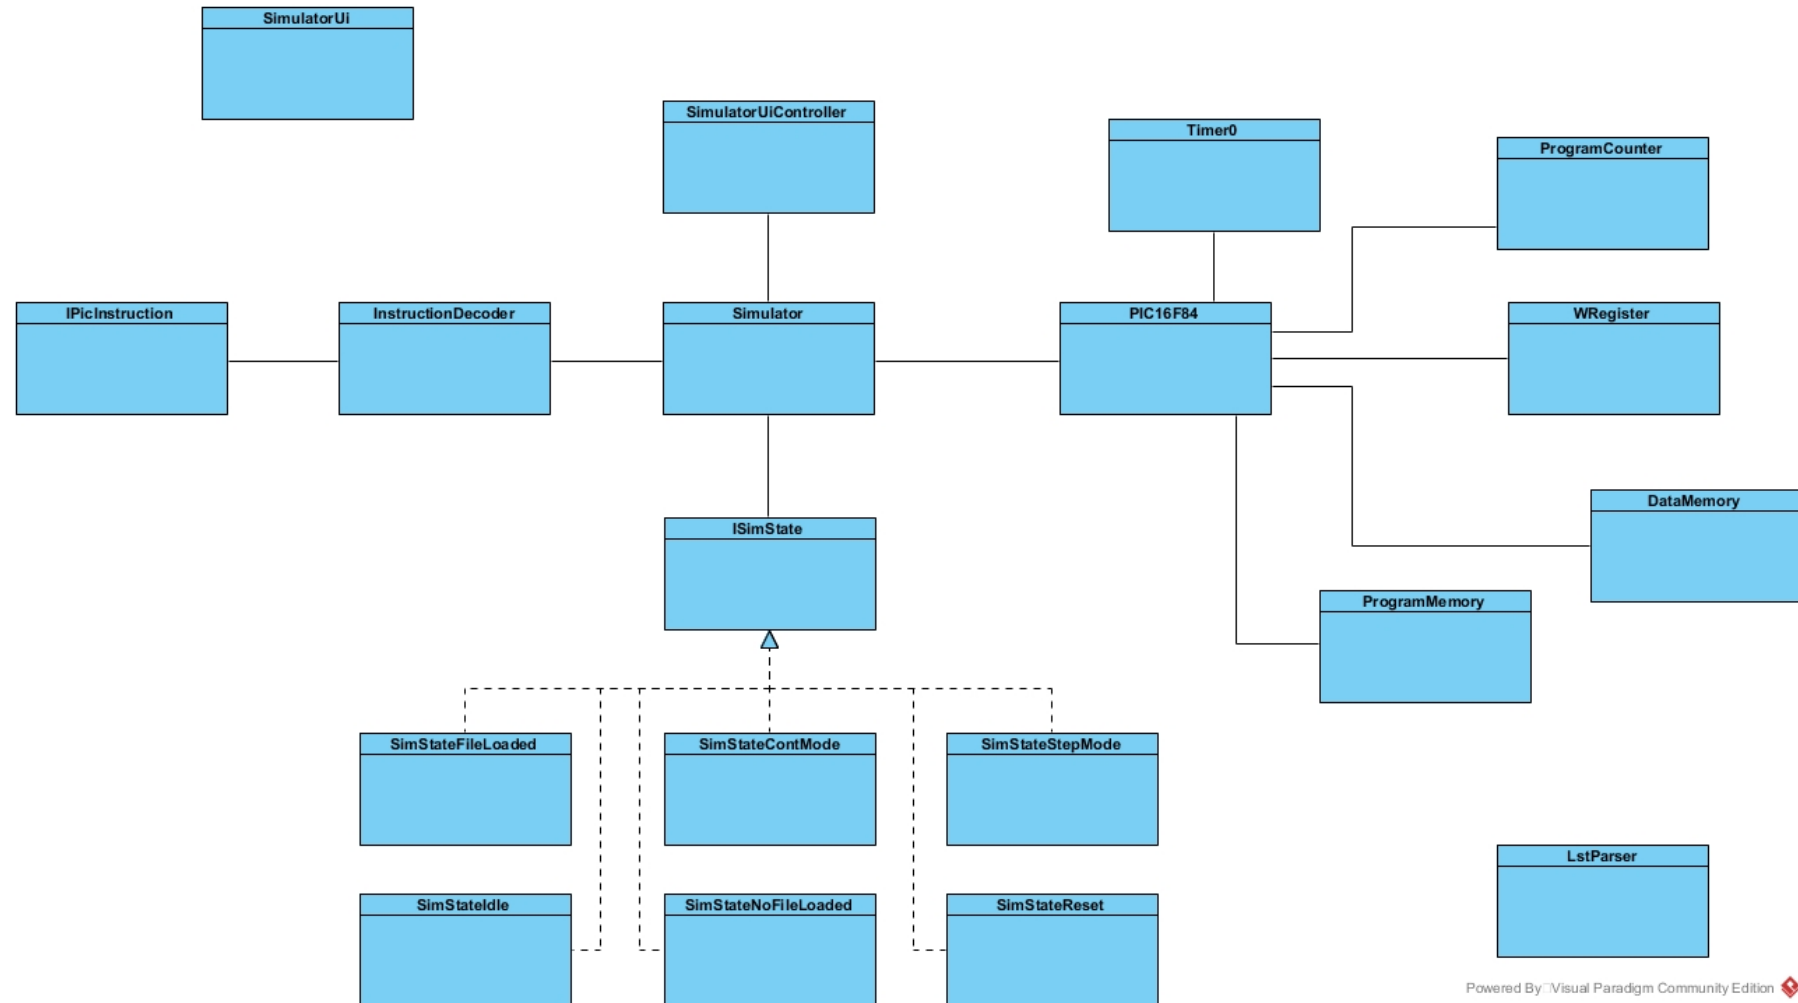 SimulatorUi
SimulatorUiController
Timer0
ProgramCounter
IPicInstruction
InstructionDecoder
Simulator
PIC16F84
WRegister
DataMemory
ISimState
ProgramMemory
SimStateFileLoaded
SimStateContMode
SimStateStepMode
LstParser
SimStateIdle
SimStateNoFileLoaded
SimStateReset
Powered By Visual Paradigm Community Edition